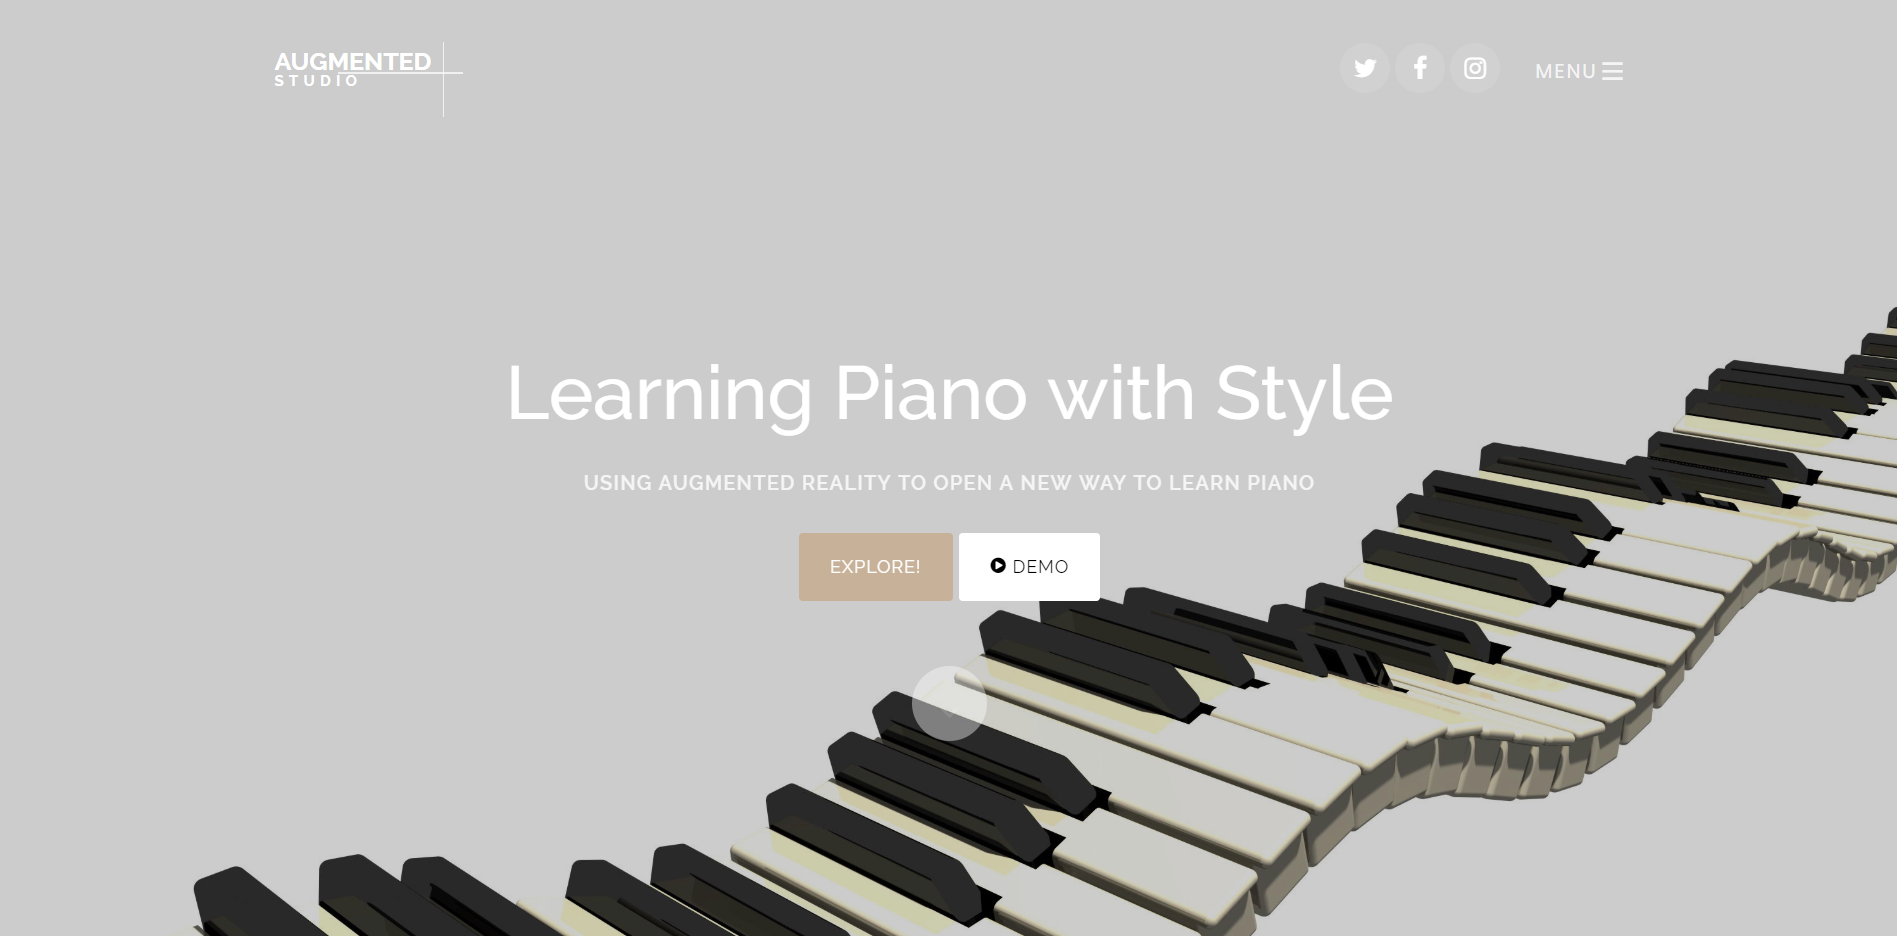 AUGMENTED
STUDIO
MENU
Learning Piano with Style
USING AUGMENTED REALITY TO OPEN A NEW WAY TO LEARN PIANO
EXPLORE!
DEMO